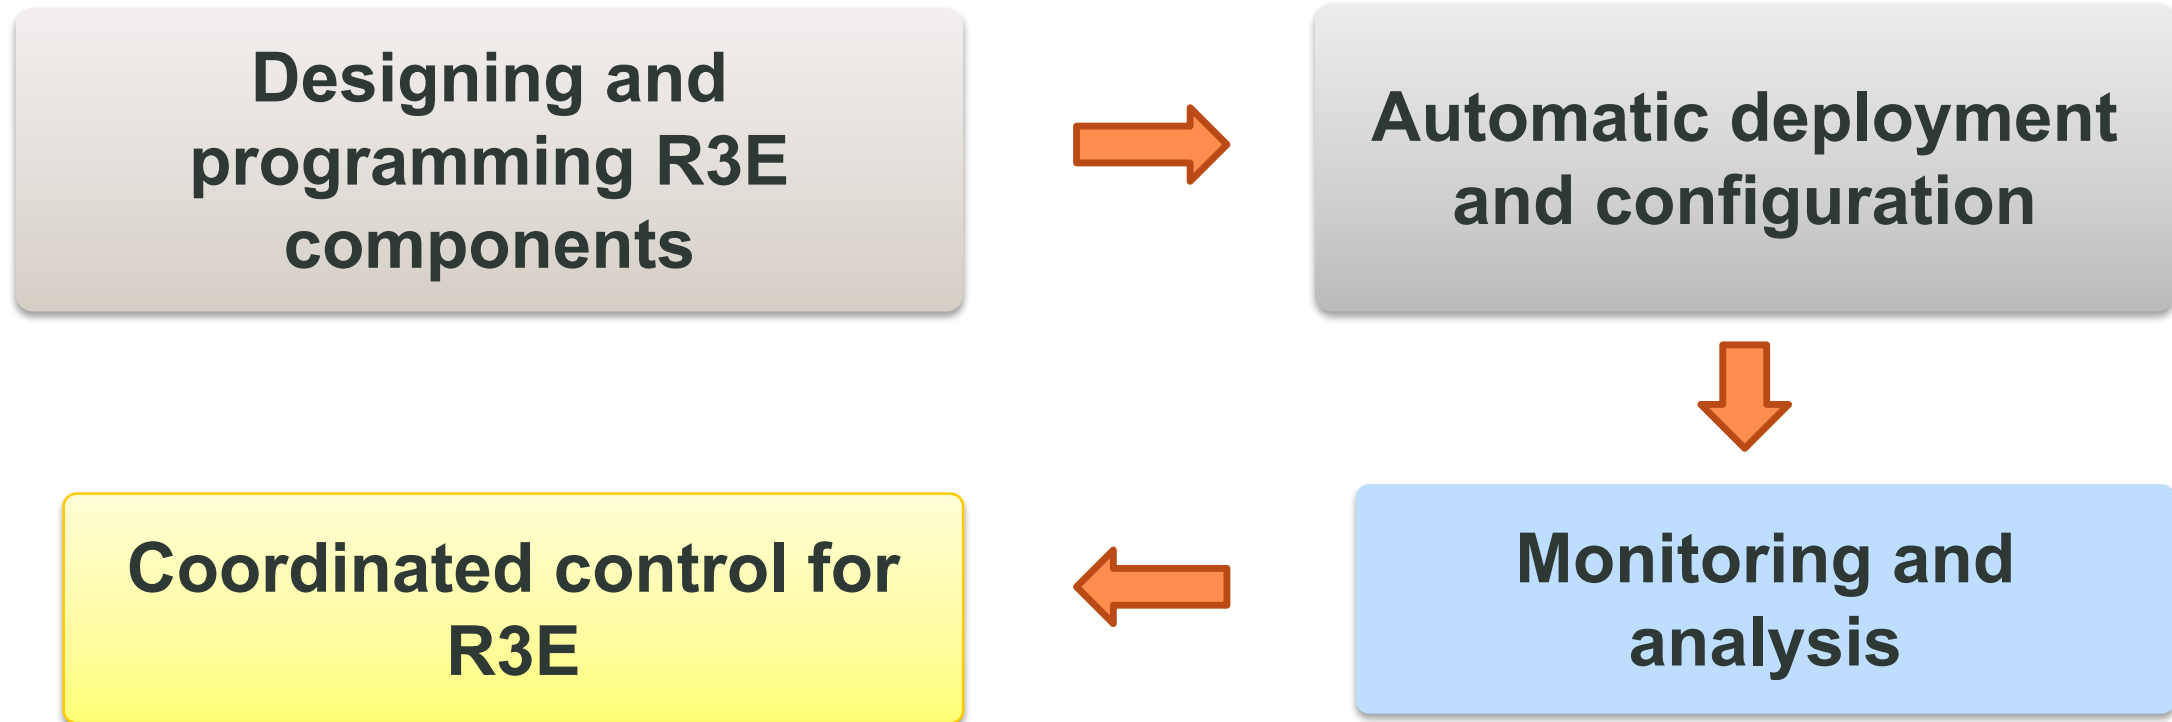 Designing and
programming R3E
components
Automatic deployment
and configuration
Monitoring and
analysis
Coordinated control for
R3E